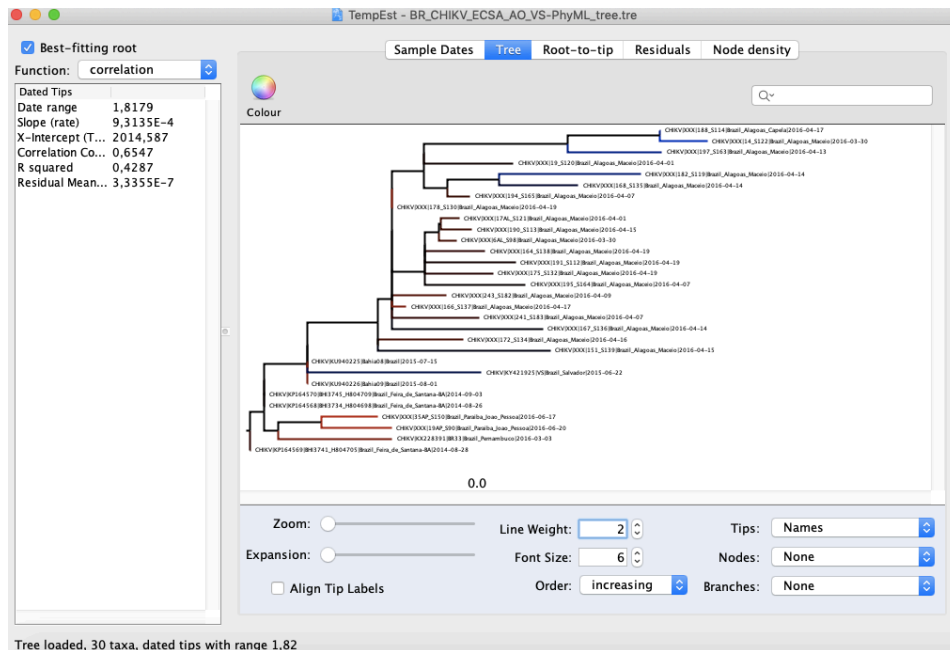 TempEst - BR_CHIKV_ECSA_AO_VS-PhyML_tree.tre
Best-fitting root
Function: correlation
Dated Tips
Date range 1,8179
Slope (rate) 9,3135E-4
X-Intercept (T... 2014,587
Correlation Co... 0,6547
R squared 0,4287
Residual Mean... 3,3355E-7
Sample Dates Tree Root-to-tip Residuals Node density
Colour
CHIKV|XXX|188_S114|Brazil_Alagoas_Capela|2016-04-17
CHIKV|XXX|14_S122|Brazil_Alagoas_Maceio|2016-03-30
CHIKV|XXX|197_S163|Brazil_Alagoas_Maceio|2016-04-13
CHIKV|XXX|19_S120|Brazil_Alagoas_Maceio|2016-04-01
CHIKV|XXX|182_S119|Brazil_Alagoas_Maceio|2016-04-14
CHIKV|XXX|168_S135|Brazil_Alagoas_Maceio|2016-04-14
CHIKV|XXX|194_S165|Brazil_Alagoas_Maceio|2016-04-07
CHIKV|XXX|178_S130|Brazil_Alagoas_Maceio|2016-04-19
CHIKV|XXX|17AL_S121|Brazil_Alagoas_Maceio|2016-04-01
CHIKV|XXX|190_S113|Brazil_Alagoas_Maceio|2016-04-15
CHIKV|XXX|6AL_S98|Brazil_Alagoas_Maceio|2016-03-30
CHIKV|XXX|164_S138|Brazil_Alagoas_Maceio|2016-04-19
CHIKV|XXX|191_S112|Brazil_Alagoas_Maceio|2016-04-19
CHIKV|XXX|175_S132|Brazil_Alagoas_Maceio|2016-04-19
CHIKV|XXX|195_S164|Brazil_Alagoas_Maceio|2016-04-07
CHIKV|XXX|243_S182|Brazil_Alagoas_Maceio|2016-04-09
CHIKV|XXX|166_S137|Brazil_Alagoas_Maceio|2016-04-17
CHIKV|XXX|241_S183|Brazil_Alagoas_Maceio|2016-04-07
CHIKV|XXX|167_S136|Brazil_Alagoas_Maceio|2016-04-14
CHIKV|XXX|172_S134|Brazil_Alagoas_Maceio|2016-04-16
CHIKV|XXX|151_S139|Brazil_Alagoas_Maceio|2016-04-15
CHIKV|KU940225|Bahia08|Brazil|2015-07-15
CHIKV|KY421925|VS|Brazil_Salvador|2015-06-22
CHIKV|KU940226|Bahia09|Brazil|2015-08-01
CHIKV|KP164570|BHI3745_H804709|Brazil_Feira_de_Santana-BA|2014-09-03
CHIKV|KP164568|BHI3734_H804698|Brazil_Feira_de_Santana-BA|2014-08-26
CHIKV|XXX|35AP_S150|Brazil_Paraiba_Joao_Pessoa|2016-06-17
CHIKV|XXX|19AP_S90|Brazil_Paraiba_Joao_Pessoa|2016-06-20
CHIKV|KX228391|BR33|Brazil_Pernambuco|2016-03-03
CHIKV|KP164569|BHI3741_H804705|Brazil_Feira_de_Santana-BA|2014-08-28
0.0
Zoom: Line Weight: 2 Tips: Names
Expansion: Font Size: 6 Nodes: None
Align Tip Labels Order: increasing Branches: None
Tree loaded, 30 taxa, dated tips with range 1,82